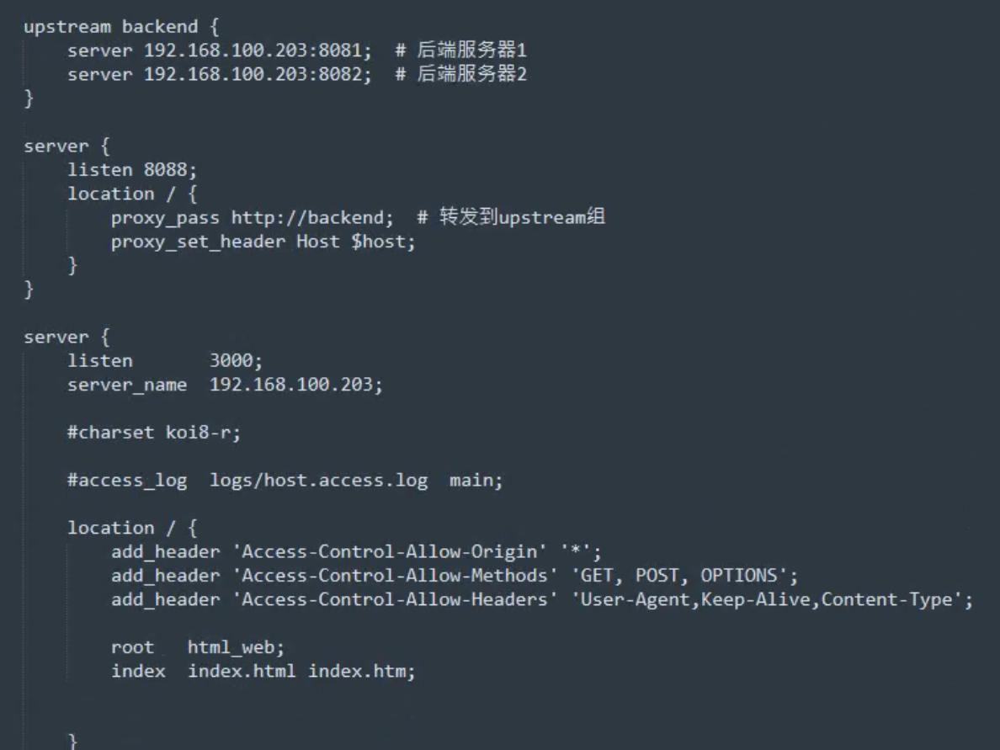 upstream backend {
    server 192.168.100.203:8081;  # 后端服务器1
    server 192.168.100.203:8082;  # 后端服务器2
}
server {
    listen 8088;
    location / {
        proxy_pass http://backend;  # 转发到upstream组
        proxy_set_header Host $host;
    }
}
server {
    listen       3000;
    server_name  192.168.100.203;
    #charset koi8-r;
    #access_log  logs/host.access.log  main;
    location / {
        add_header 'Access-Control-Allow-Origin' '*';
        add_header 'Access-Control-Allow-Methods' 'GET, POST, OPTIONS';
        add_header 'Access-Control-Allow-Headers' 'User-Agent,Keep-Alive,Content-Type';
        root   html_web;
        index  index.html index.htm;
    }